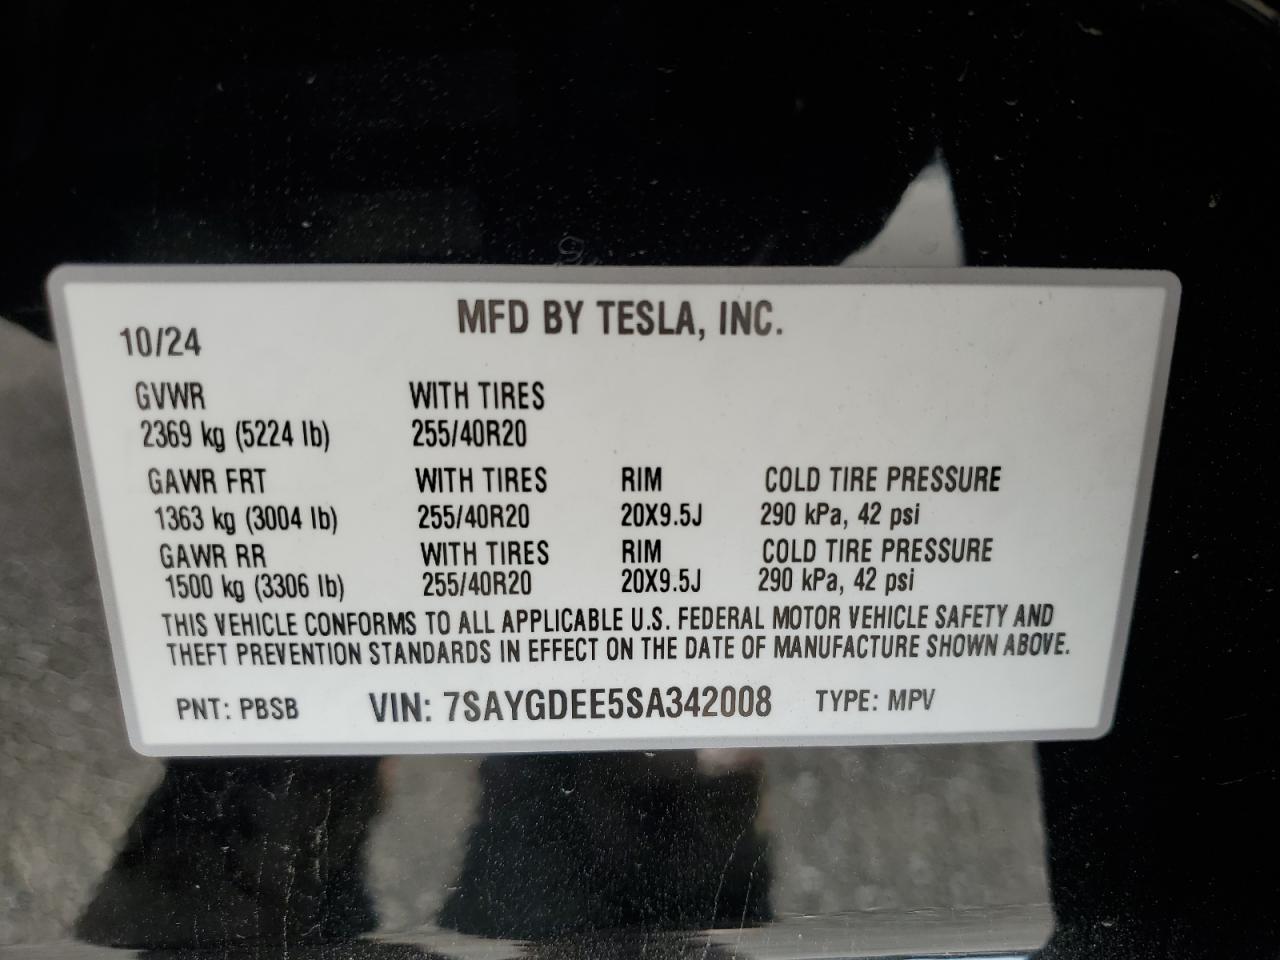 MFD BY TESLA, INC.
10/24
GVWR WITH TIRES
2369 kg (5224 lb) 255/40R20
GAWR FRT WITH TIRES RIM COLD TIRE PRESSURE
1363 kg (3004 lb) 255/40R20 20X9.5J 290 kPa, 42 psi
GAWR RR WITH TIRES RIM COLD TIRE PRESSURE
1500 kg (3306 lb) 255/40R20 20X9.5J 290 kPa, 42 psi
THIS VEHICLE CONFORMS TO ALL APPLICABLE U.S. FEDERAL MOTOR VEHICLE SAFETY AND
THEFT PREVENTION STANDARDS IN EFFECT ON THE DATE OF MANUFACTURE SHOWN ABOVE.
PNT: PBSB VIN: 7SAYGDEE5SA342008 TYPE: MPV